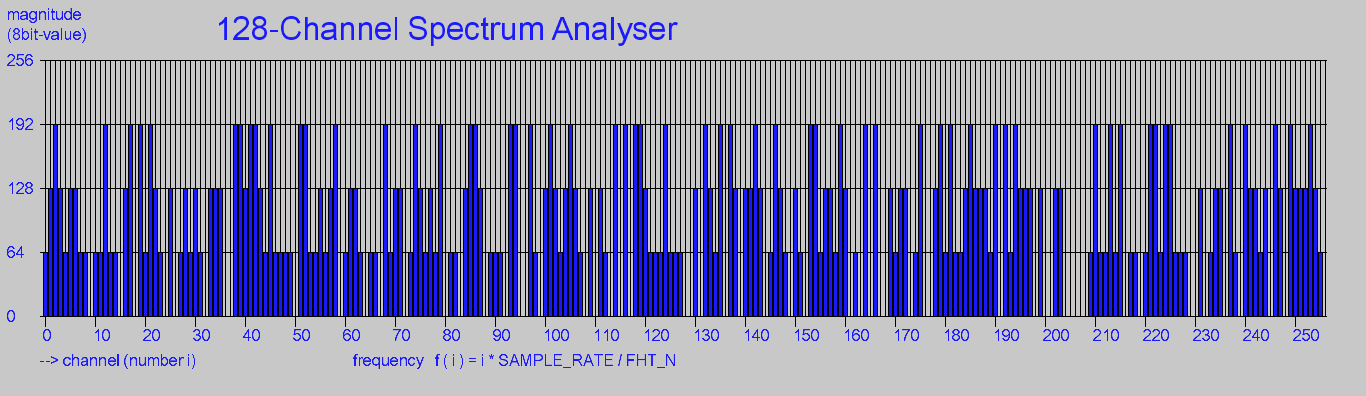 magnitude
(8bit-value)
128-Channel Spectrum Analyser
256
192
128
64
0
0 10 20 30 40 50 60 70 80 90 100 110 120 130 140 150 160 170 180 190 200 210 220 230 240 250
--> channel (number i) frequency f ( i ) = i * SAMPLE_RATE / FHT_N